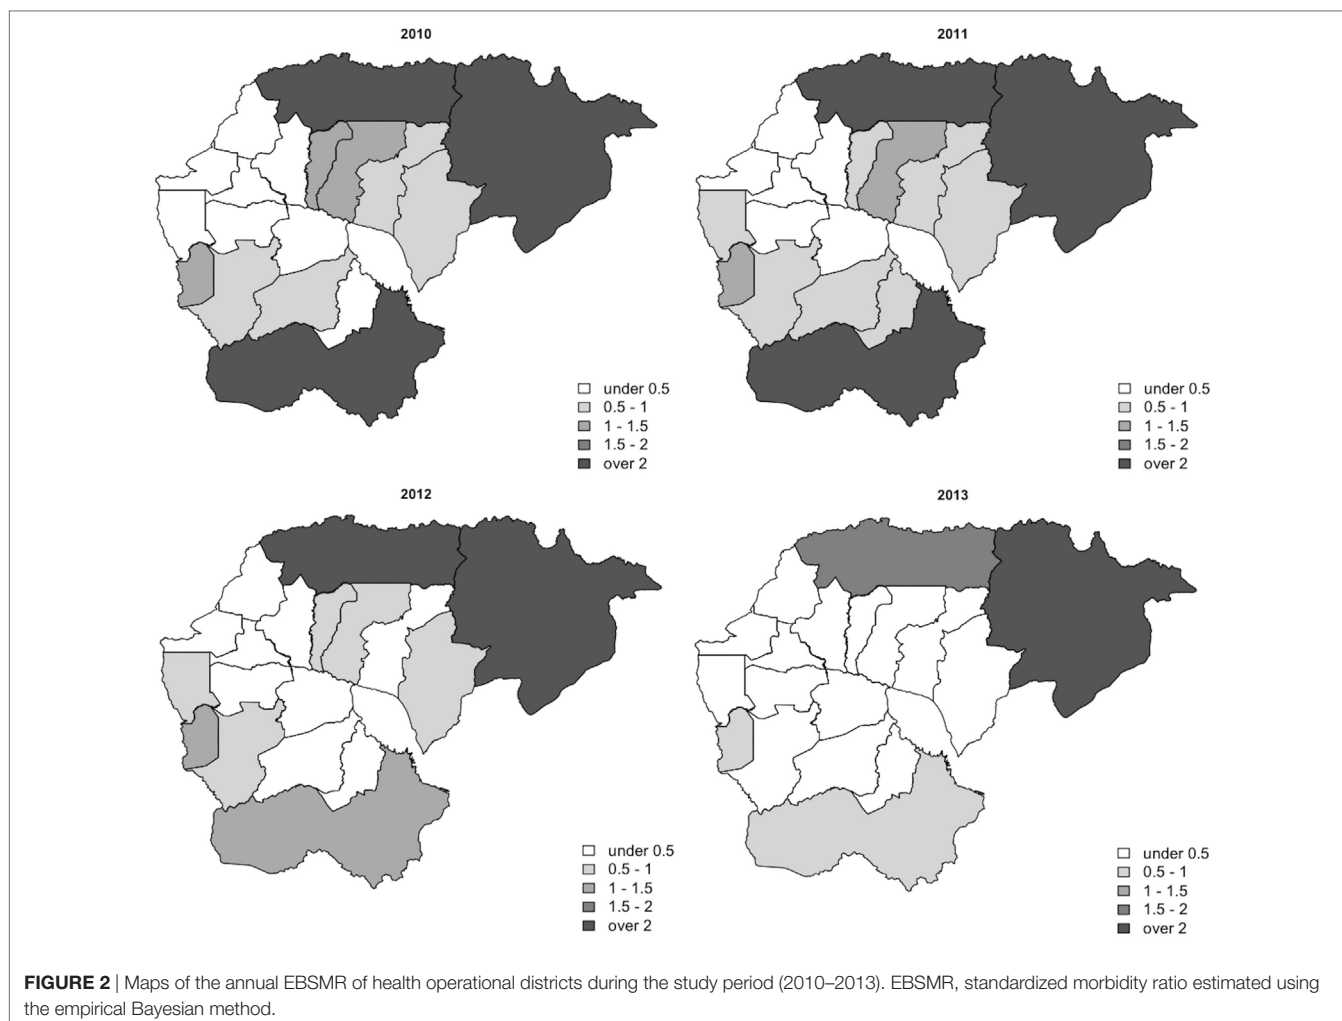 2010
under 0.5
0.5 - 1
1 - 1.5
1.5 - 2
over 2
2011
under 0.5
0.5 - 1
1 - 1.5
1.5 - 2
over 2
2012
under 0.5
0.5 - 1
1 - 1.5
1.5 - 2
over 2
2013
under 0.5
0.5 - 1
1 - 1.5
1.5 - 2
over 2
FIGURE 2 | Maps of the annual EBSMR of health operational districts during the study period (2010–2013). EBSMR, standardized morbidity ratio estimated using
the empirical Bayesian method.